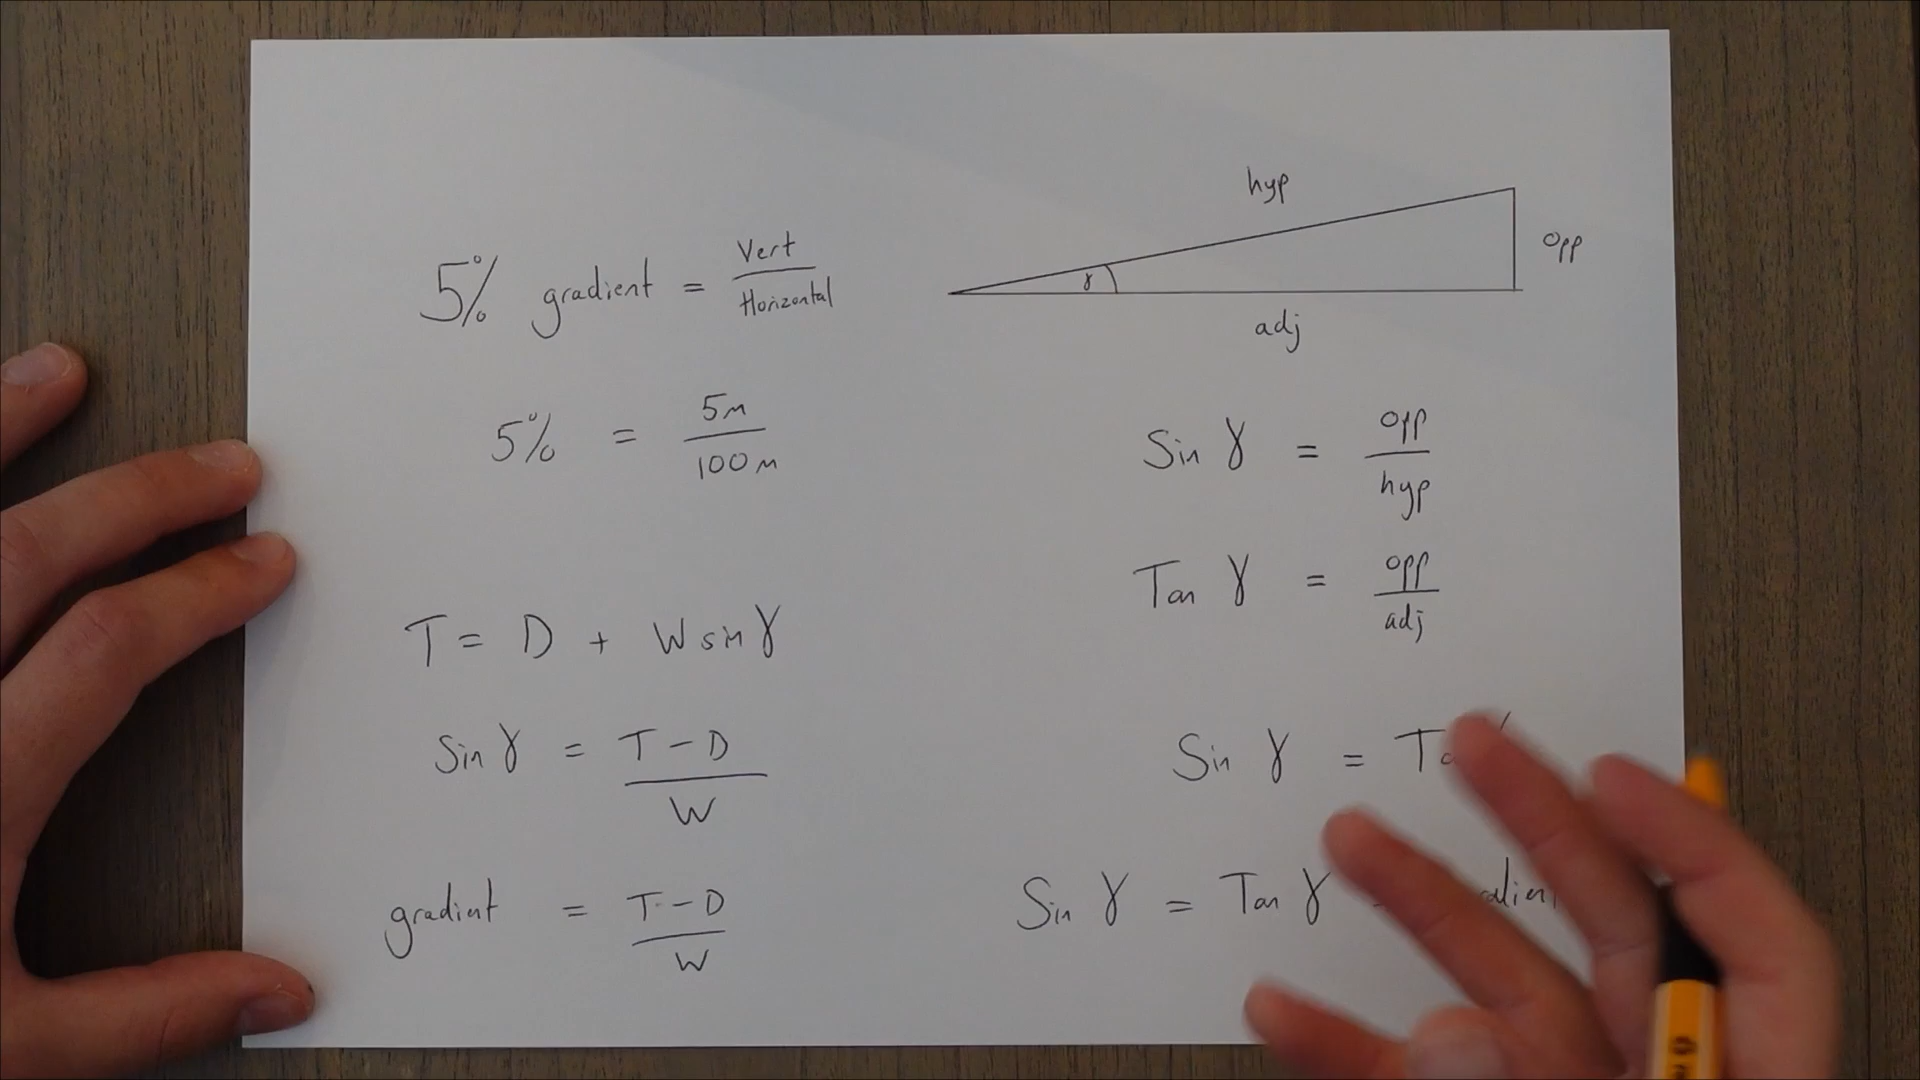 5% gradient = Vert / Horizontal
5% = 5m / 100m
T = D + W sin γ
Sin γ = T - D / W
gradient = T - D / W
hyp
opp
γ
adj
Sin γ = opp / hyp
Tan γ = opp / adj
Sin γ =
Sin γ = Tan γ